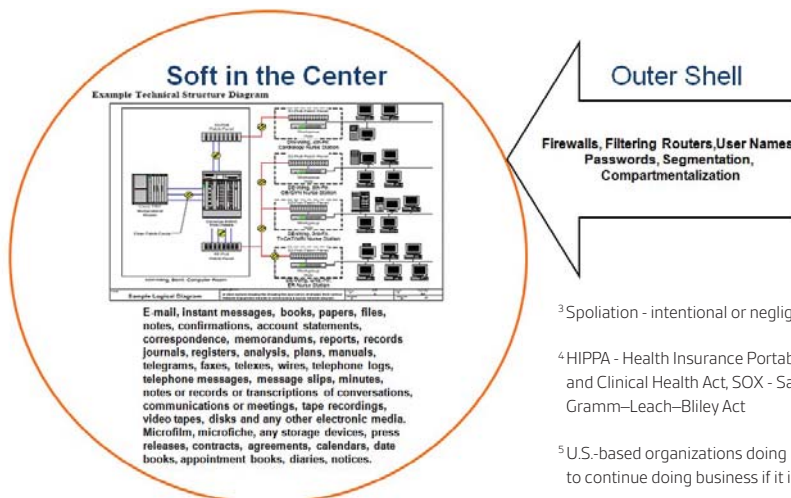 Soft in the Center
Example Technical Structure Diagram
Example Logical Diagram
E-mail, instant messages, books, papers, files,
notes, confirmations, account statements,
correspondence, memorandums, reports, records
journals, registers, analysis, plans, manuals,
telegrams, faxes, telexes, wires, telephone logs,
telephone messages, message slips, minutes,
notes or records or transcriptions of conversations,
communications or meetings, tape recordings,
video tapes, disks and any other electronic media.
Microfilm, microfiche, any storage devices, press
releases, contracts, agreements, calendars, date
books, appointment books, diaries, notices.
Outer Shell
Firewalls, Filtering Routers,User Names
Passwords, Segmentation,
Compartmentalization
³ Spoliation - intentional or neglig
⁴ HIPPA - Health Insurance Portab
and Clinical Health Act, SOX - Sa
Gramm–Leach–Bliley Act
⁵ U.S.-based organizations doing
to continue doing business if it i